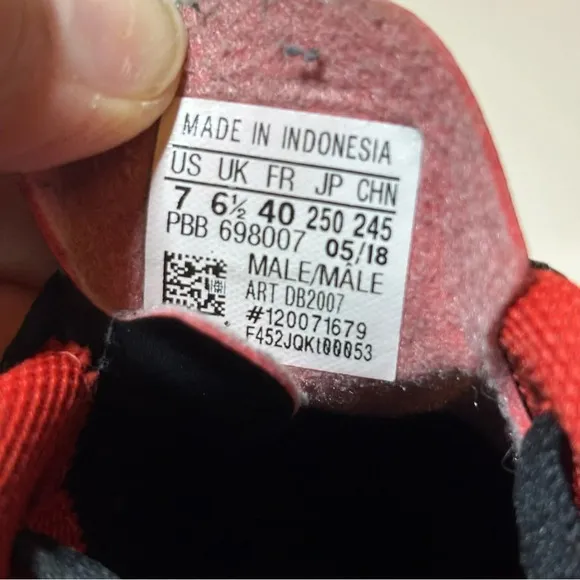 MADE IN INDONESIA
US UK FR JP CHN
7 6½ 40 250 245
PBB 698007 05/18
MALE/MÂLE
ART DB2007
#120071679
F452JQKt00053